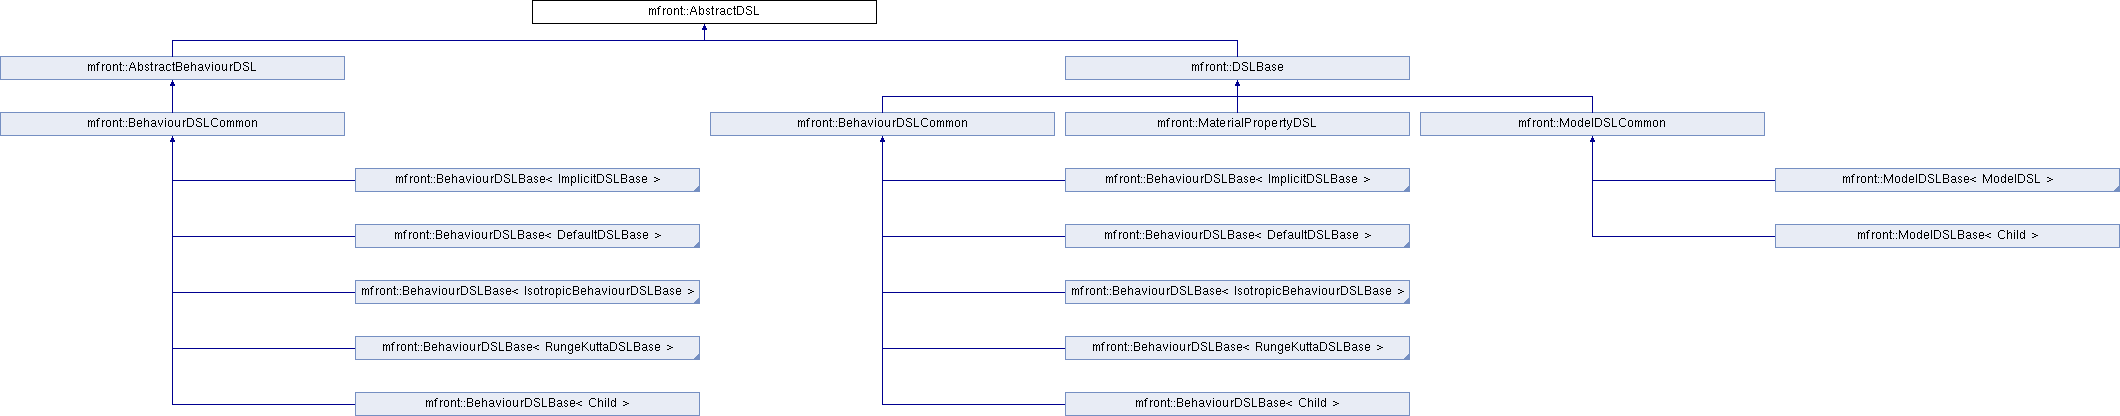 mfront::AbstractDSL
mfront::AbstractBehaviourDSL
mfront::DSLBase
mfront::BehaviourDSLCommon
mfront::BehaviourDSLCommon
mfront::MaterialPropertyDSL
mfront::ModelDSLCommon
mfront::BehaviourDSLBase< ImplicitDSLBase >
mfront::BehaviourDSLBase< ImplicitDSLBase >
mfront::ModelDSLBase< ModelDSL >
mfront::BehaviourDSLBase< DefaultDSLBase >
mfront::BehaviourDSLBase< DefaultDSLBase >
mfront::ModelDSLBase< Child >
mfront::BehaviourDSLBase< IsotropicBehaviourDSLBase >
mfront::BehaviourDSLBase< IsotropicBehaviourDSLBase >
mfront::BehaviourDSLBase< RungeKuttaDSLBase >
mfront::BehaviourDSLBase< RungeKuttaDSLBase >
mfront::BehaviourDSLBase< Child >
mfront::BehaviourDSLBase< Child >